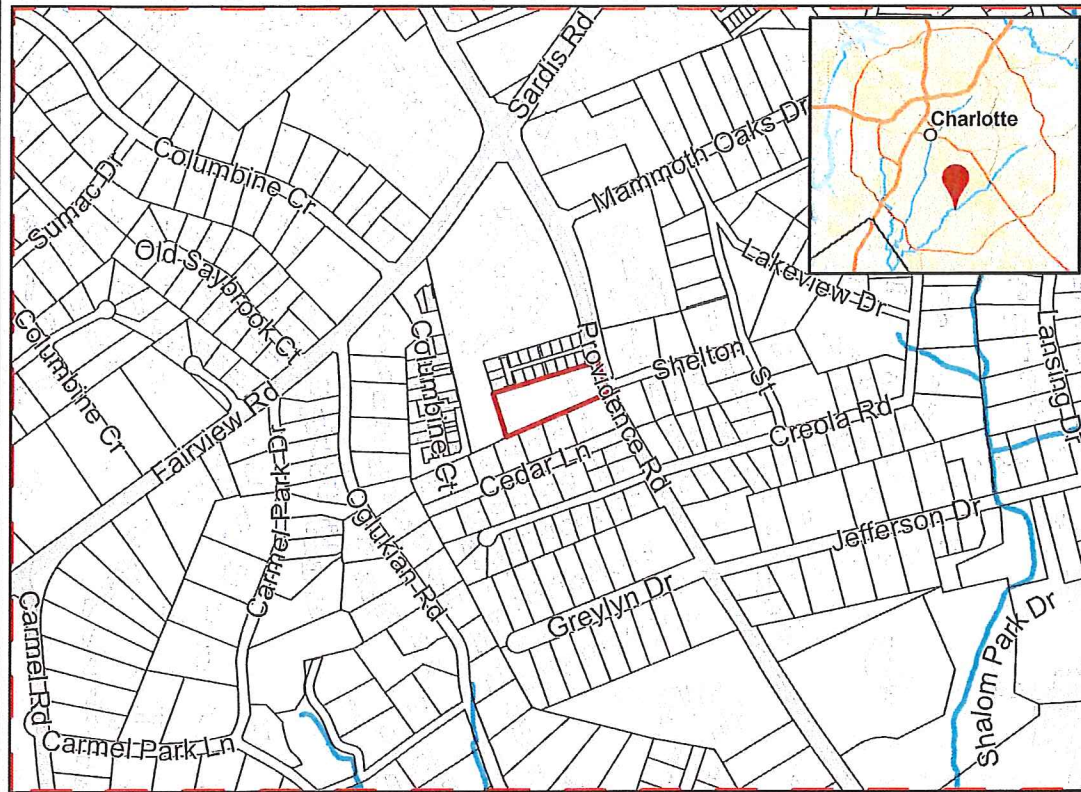 Sardis Rd
Charlotte
Columbine Cr
Mammoth Oaks Dr
Sumac Dr
Old Saybrook Ct
Lakeview Dr
Columbine Cr
Columbine Ct
Providence Rd
Shelton
St
Lansing Dr
Fairview Rd
Cedar Ln
Creola Rd
Carmel Park Dr
Oglukian Rd
Jefferson Dr
Greylyn Dr
Carmel Rd
Shalom Park Dr
Carmel Park Ln